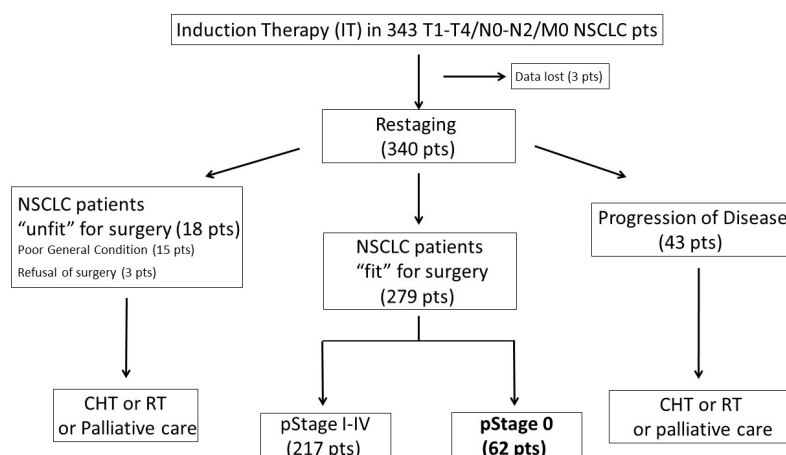 Induction Therapy (IT) in 343 T1-T4/N0-N2/M0 NSCLC pts
Data lost (3 pts)
Restaging
(340 pts)
NSCLC patients
“unfit” for surgery (18 pts)
Poor General Condition (15 pts)
Refusal of surgery (3 pts)
NSCLC patients
“fit” for surgery
(279 pts)
Progression of Disease
(43 pts)
CHT or RT
or Palliative care
pStage I-IV
(217 pts)
pStage 0
(62 pts)
CHT or RT
or palliative care